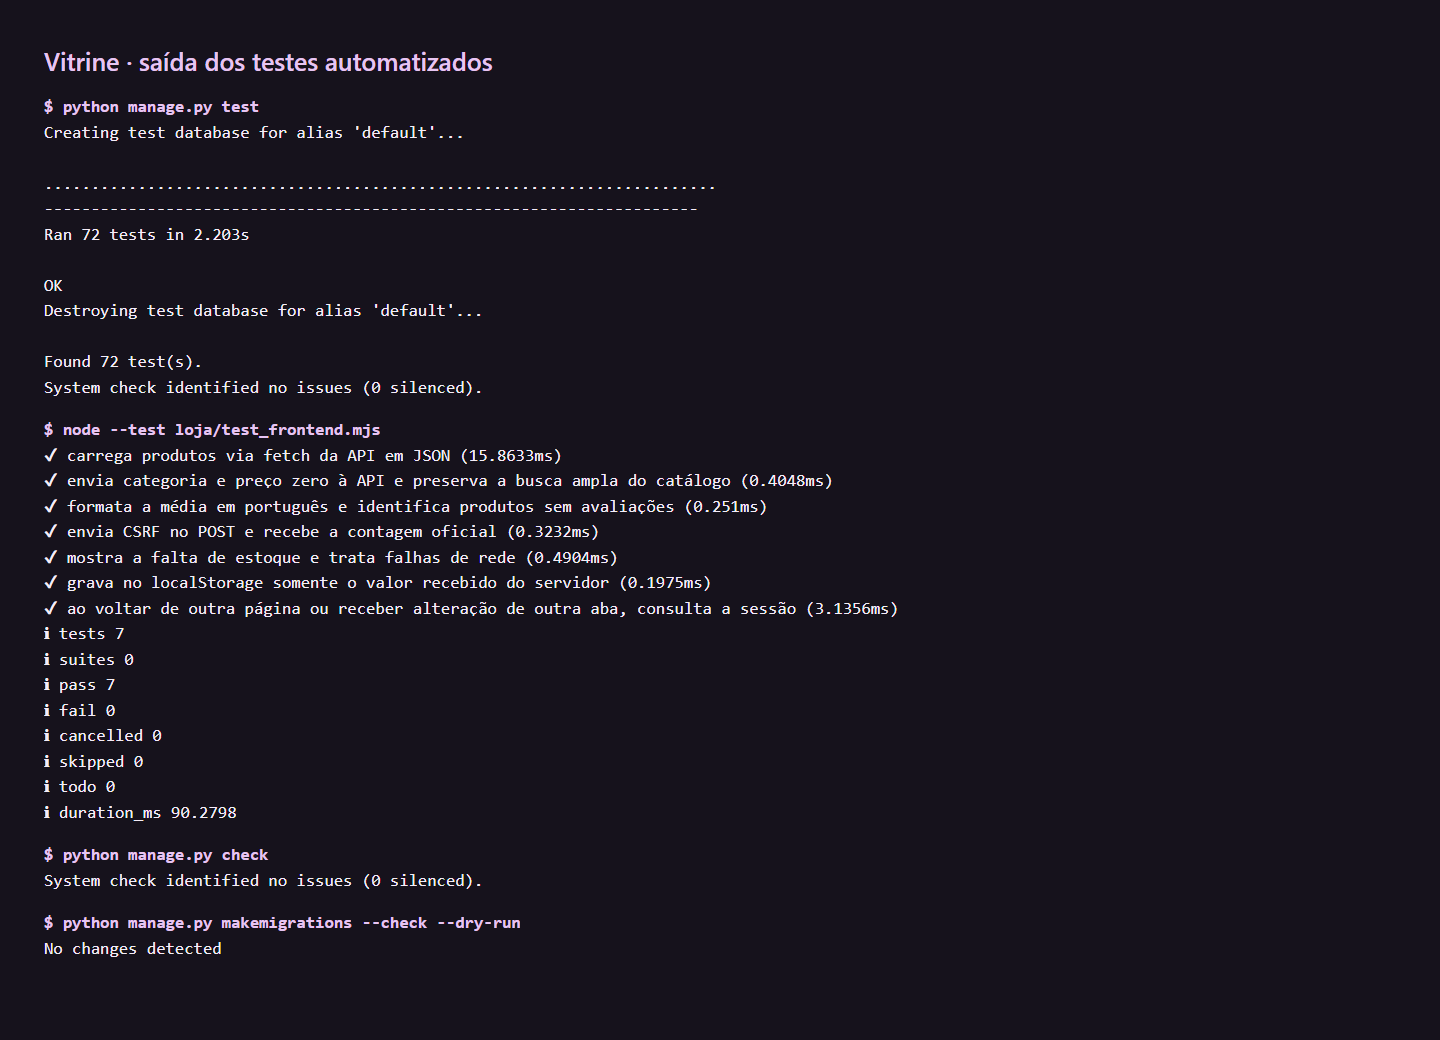 Vitrine · saída dos testes automatizados
$ python manage.py test
Creating test database for alias 'default'...
........................................................................
----------------------------------------------------------------------
Ran 72 tests in 2.203s
OK
Destroying test database for alias 'default'...
Found 72 test(s).
System check identified no issues (0 silenced).
$ node --test loja/test_frontend.mjs
✓ carrega produtos via fetch da API em JSON (15.8633ms)
✓ envia categoria e preço zero à API e preserva a busca ampla do catálogo (0.4048ms)
✓ formata a média em português e identifica produtos sem avaliações (0.251ms)
✓ envia CSRF no POST e recebe a contagem oficial (0.3232ms)
✓ mostra a falta de estoque e trata falhas de rede (0.4904ms)
✓ grava no localStorage somente o valor recebido do servidor (0.1975ms)
✓ ao voltar de outra página ou receber alteração de outra aba, consulta a sessão (3.1356ms)
ℹ tests 7
ℹ suites 0
ℹ pass 7
ℹ fail 0
ℹ cancelled 0
ℹ skipped 0
ℹ todo 0
ℹ duration_ms 90.2798
$ python manage.py check
System check identified no issues (0 silenced).
$ python manage.py makemigrations --check --dry-run
No changes detected